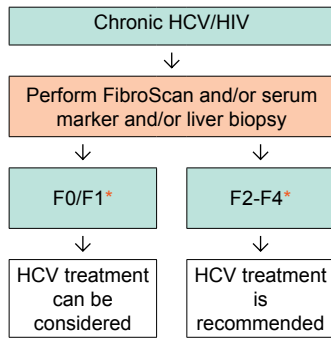 Chronic HCV/HIV
Perform FibroScan and/or serum
marker and/or liver biopsy
F0/F1*
F2-F4*
HCV treatment
can be
considered
HCV treatment
is
recommended